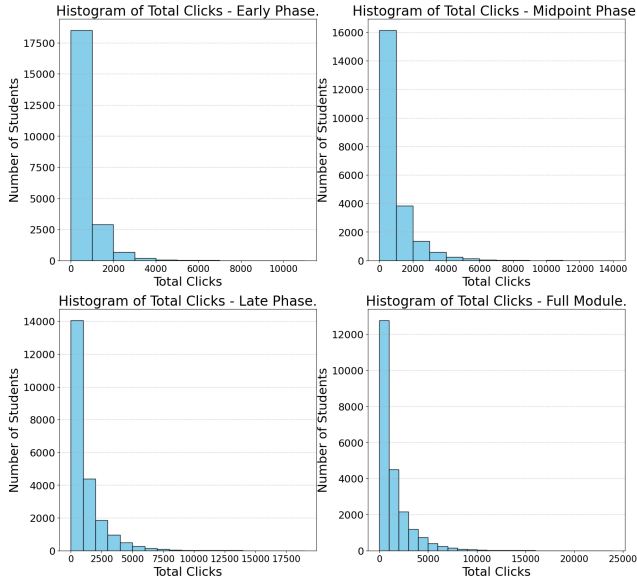 Histogram of Total Clicks - Early Phase.
Number of Students
17500
15000
12500
10000
7500
5000
2500
0
0 2000 4000 6000 8000 10000
Total Clicks
Histogram of Total Clicks - Midpoint Phase
Number of Students
16000
14000
12000
10000
8000
6000
4000
2000
0
0 2000 4000 6000 8000 10000 12000 14000
Total Clicks
Histogram of Total Clicks - Late Phase.
Number of Students
14000
12000
10000
8000
6000
4000
2000
0
0 2500 5000 7500 10000 12500 15000 17500
Total Clicks
Histogram of Total Clicks - Full Module.
Number of Students
12000
10000
8000
6000
4000
2000
0
0 5000 10000 15000 20000 25000
Total Clicks